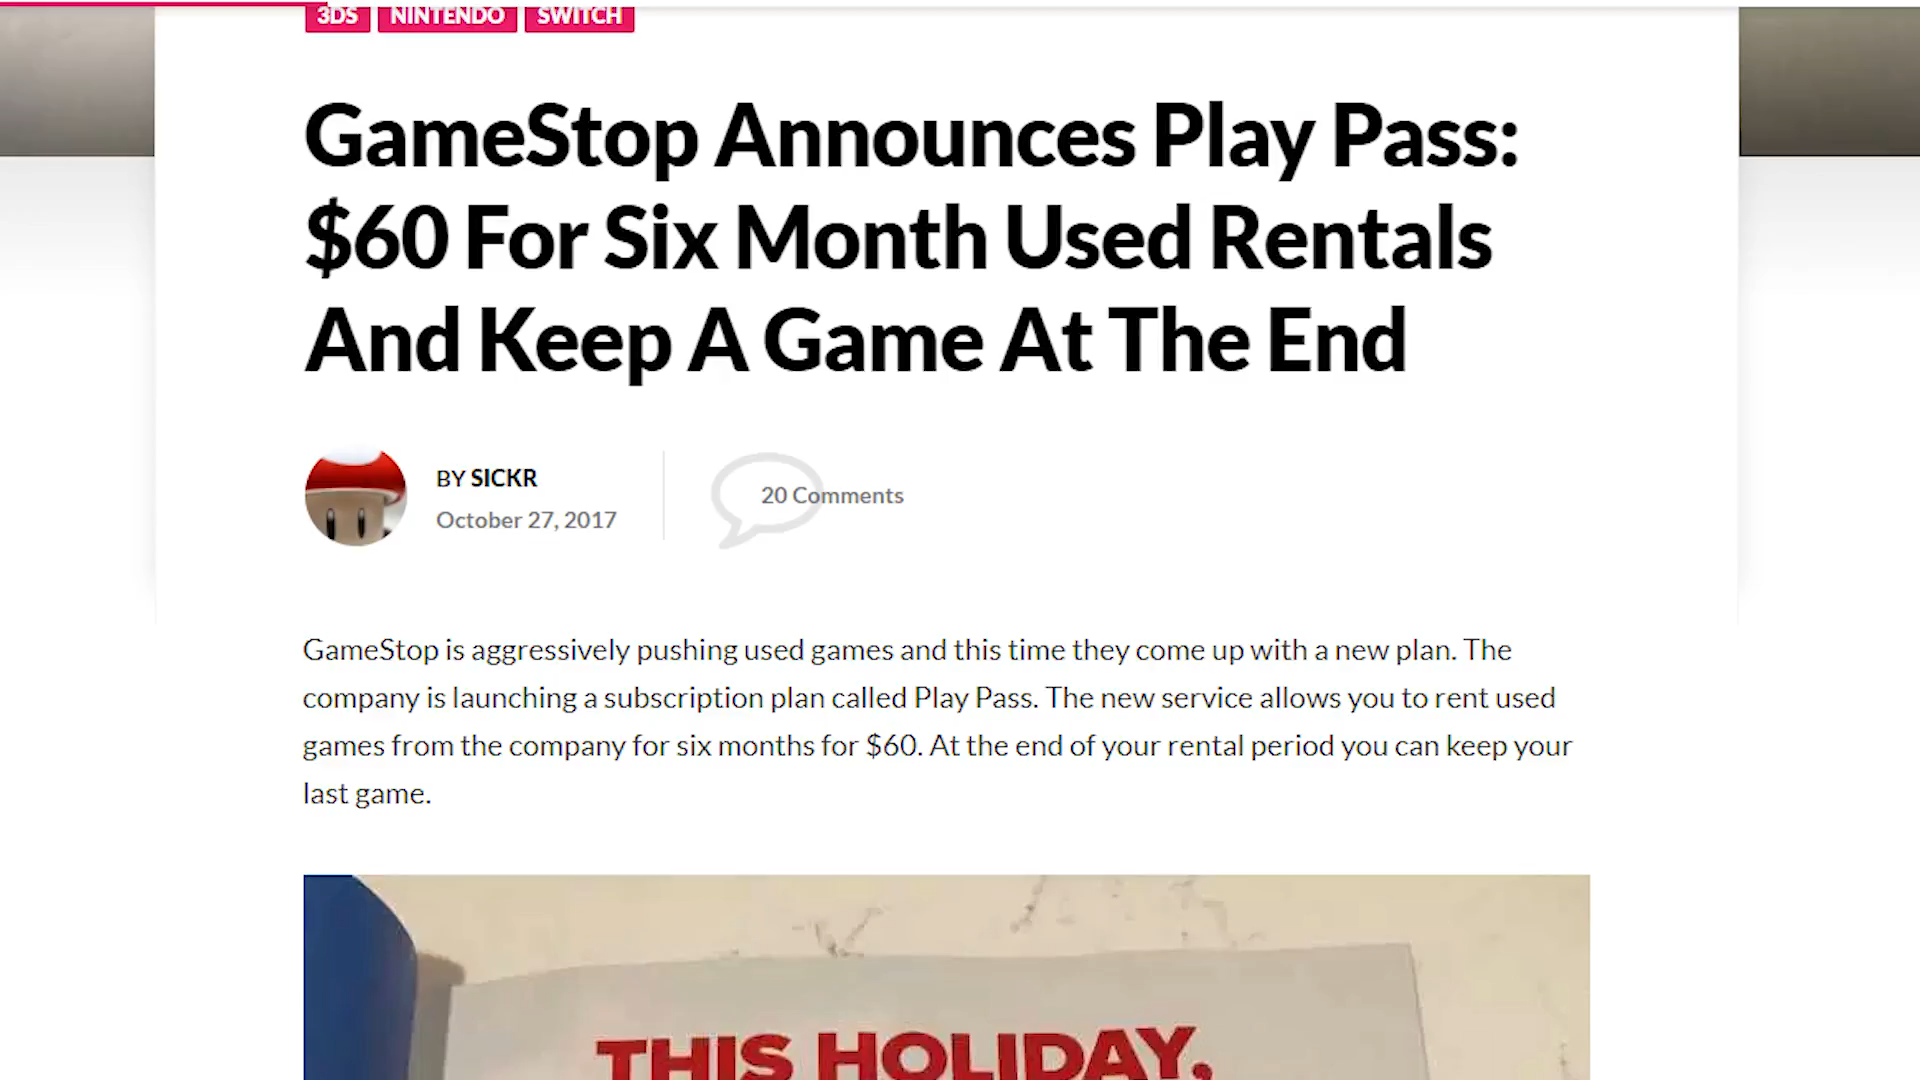 3DS NINTENDO SWITCH
GameStop Announces Play Pass:
$60 For Six Month Used Rentals
And Keep A Game At The End
BY SICKR
October 27, 2017
20 Comments
GameStop is aggressively pushing used games and this time they come up with a new plan. The
company is launching a subscription plan called Play Pass. The new service allows you to rent used
games from the company for six months for $60. At the end of your rental period you can keep your
last game.
THIS HOLIDAY,